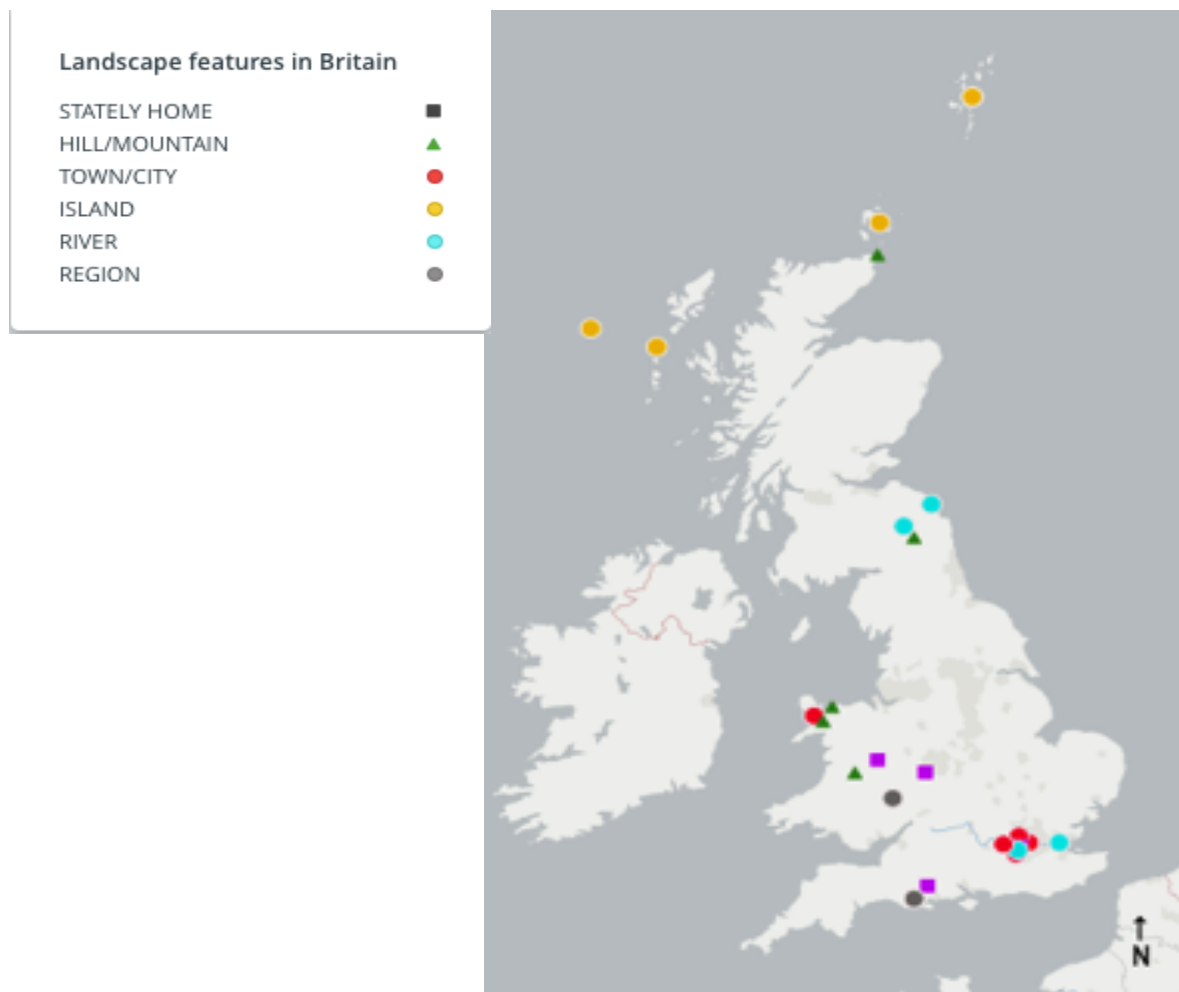 Landscape features in Britain
STATELY HOME
HILL/MOUNTAIN
TOWN/CITY
ISLAND
RIVER
REGION
N